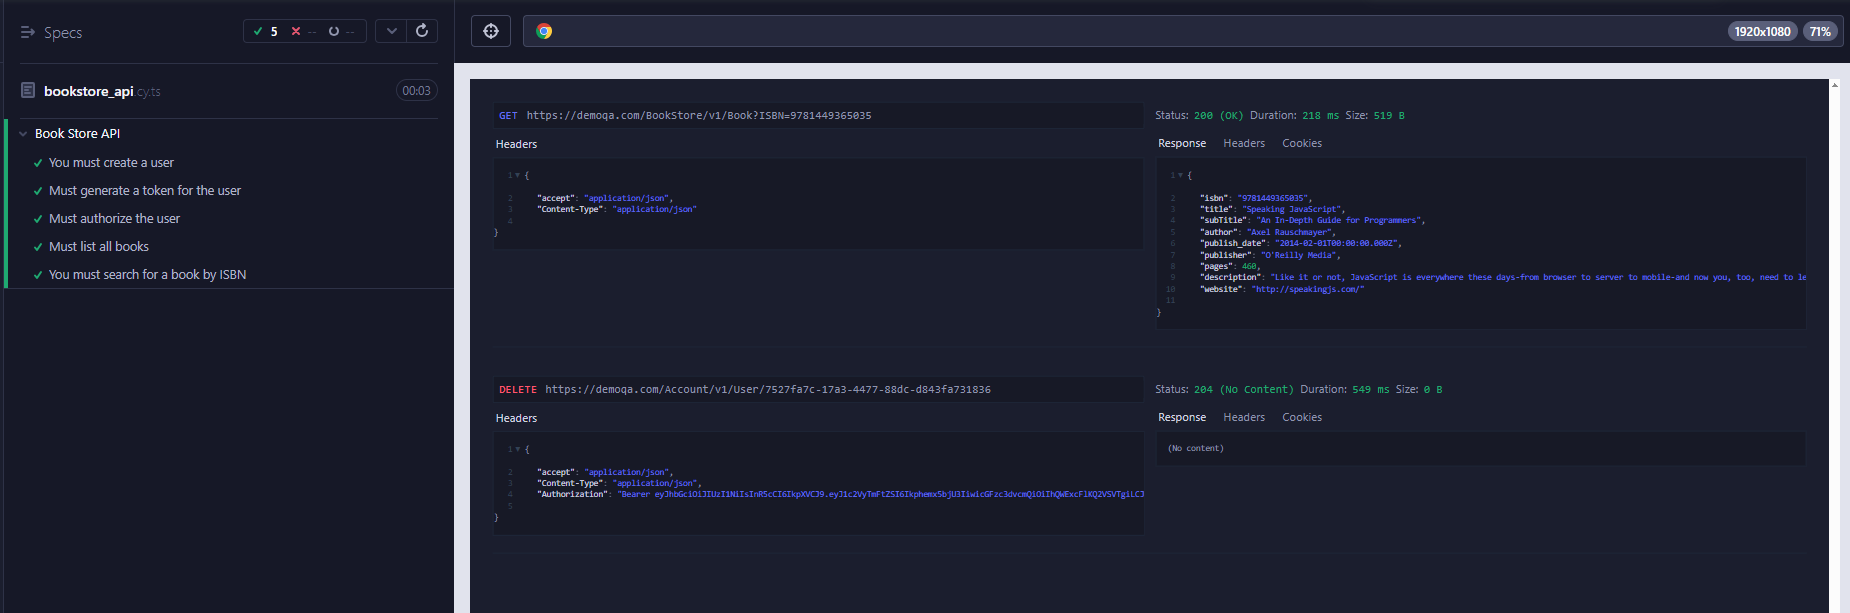 Specs
5 -- --
bookstore_api.cy.ts
00:03
Book Store API
You must create a user
Must generate a token for the user
Must authorize the user
Must list all books
You must search for a book by ISBN
1920x1080
71%
GET https://demoqa.com/BookStore/v1/Book?ISBN=9781449365035
Headers
1 {
2 "accept": "application/json",
3 "Content-Type": "application/json"
4
}
Status: 200 (OK) Duration: 218 ms Size: 519 B
Response Headers Cookies
1 {
2 "isbn": "9781449365035",
3 "title": "Speaking JavaScript",
4 "subTitle": "An In-Depth Guide for Programmers",
5 "author": "Axel Rauschmayer",
6 "publish_date": "2014-02-01T00:00:00.000Z",
7 "publisher": "O'Reilly Media",
8 "pages": 460,
9 "description": "Like it or not, JavaScript is everywhere these days-from browser to server to mobile-and now you, too, need to le
10 "website": "http://speakingjs.com/"
11
}
DELETE https://demoqa.com/Account/v1/User/7527fa7c-17a3-4477-88dc-d843fa731836
Headers
1 {
2 "accept": "application/json",
3 "Content-Type": "application/json",
4 "Authorization": "Bearer
5
}
Status: 204 (No Content) Duration: 549 ms Size: 0 B
Response Headers Cookies
(No content)